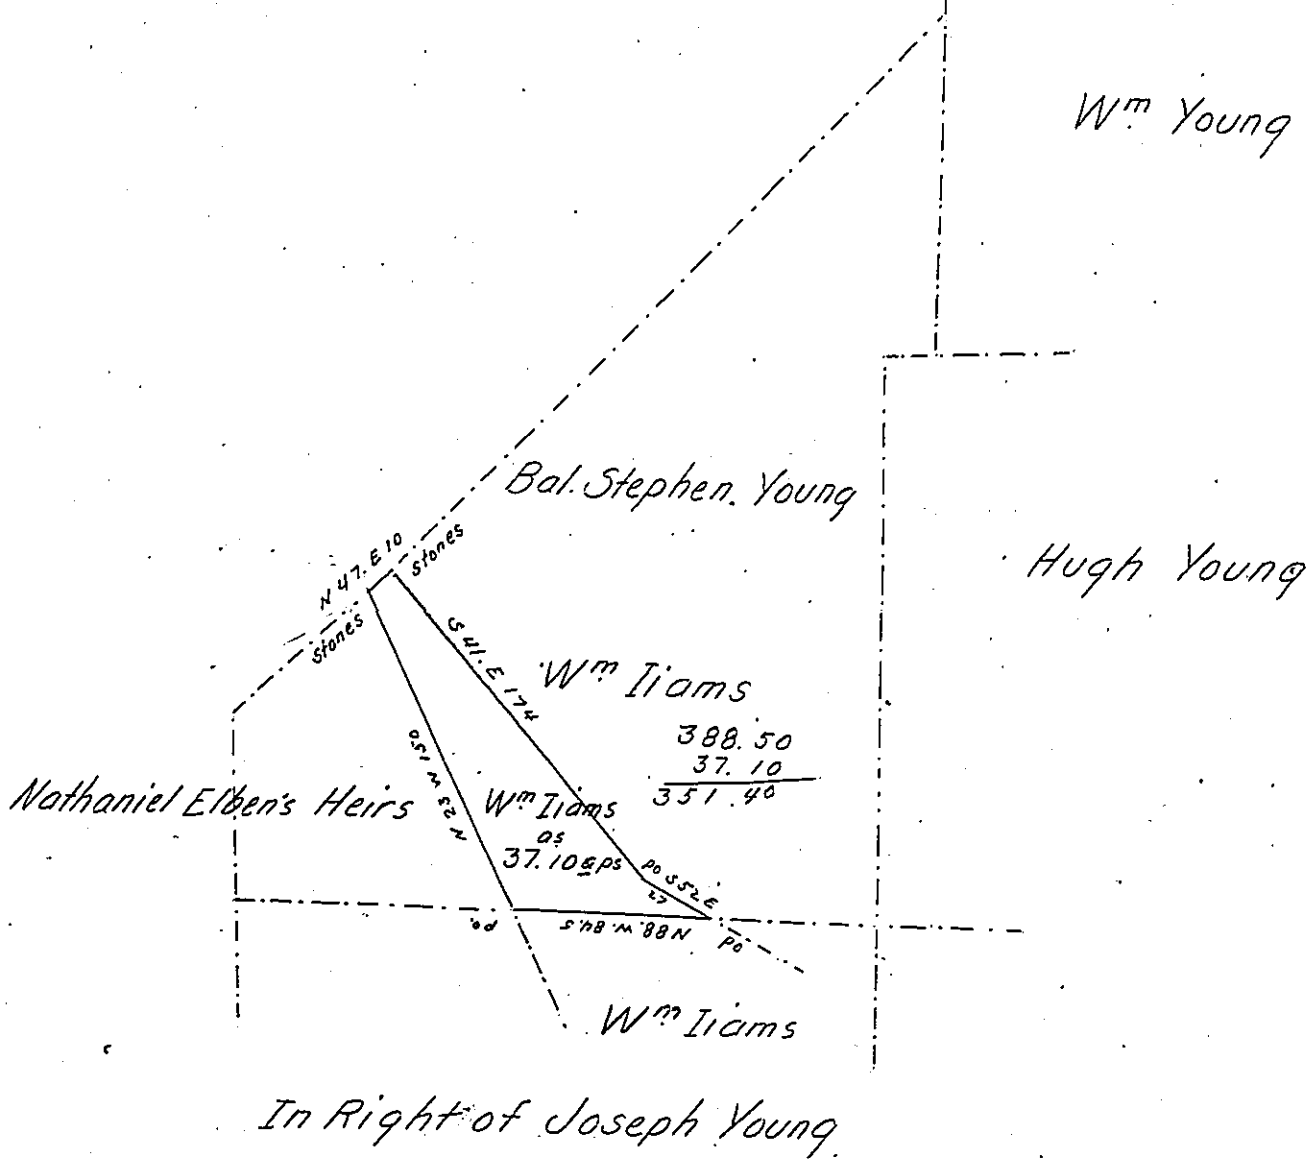 Wm Young
Bal. Stephen. Young
Hugh Young
N 47. E 10
stones
stones
S 41. E 174
Wm Iiams
388.50
37.10
351.40
N 23 W 150
Nathaniel Elben's Heirs
Wm Iiams
as
37.10 a ps
po S 52 E
27
po.
N 88. W. 84.5
po
Wm Iiams
In Right of Joseph Young